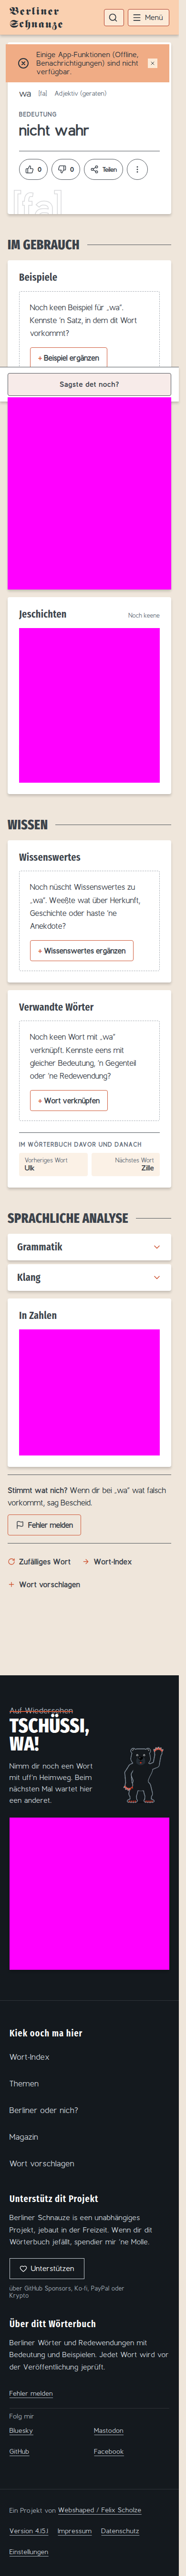 Berliner
Schnauze
Menü
Einige App-Funktionen (Offline,
Benachrichtigungen) sind nicht
verfügbar.
wa [fa] Adjektiv (geraten)
BEDEUTUNG
nicht wahr
0 0 Teilen
[fa]
IM GEBRAUCH
Beispiele
Noch keen Beispiel für „wa“.
Kennste ’n Satz, in dem dit Wort
vorkommt?
+ Beispiel ergänzen
Sagste det noch?
Jeschichten
Noch keene
WISSEN
Wissenswertes
Noch nüscht Wissenswertes zu
„wa“. Weeßte wat über Herkunft,
Geschichte oder haste ’ne
Anekdote?
+ Wissenswertes ergänzen
Verwandte Wörter
Noch keen Wort mit „wa“
verknüpft. Kennste eens mit
gleicher Bedeutung, ’n Gegenteil
oder ’ne Redewendung?
+ Wort verknüpfen
IM WÖRTERBUCH DAVOR UND DANACH
Vorheriges Wort
Ulk
Nächstes Wort
Zille
SPRACHLICHE ANALYSE
Grammatik
Klang
In Zahlen
Stimmt wat nich? Wenn dir bei „wa“ wat falsch
vorkommt, sag Bescheid.
Fehler melden
Zufälliges Wort
Wort-Index
Wort vorschlagen
Auf Wiedersehen
TSCHÜSSI,
WA!
Nimm dir noch een Wort
mit uff’n Heimweg. Beim
nächsten Mal wartet hier
een anderet.
Kiek ooch ma hier
Wort-Index
Themen
Berliner oder nich?
Magazin
Wort vorschlagen
Unterstütz dit Projekt
Berliner Schnauze is een unabhängiges
Projekt, jebaut in der Freizeit. Wenn dir dit
Wörterbuch jefällt, spendier mir ’ne Molle.
Unterstützen
über GitHub Sponsors, Ko-fi, PayPal oder
Krypto
Über ditt Wörterbuch
Berliner Wörter und Redewendungen mit
Bedeutung und Beispielen. Jedet Wort wird vor
der Veröffentlichung jeprüft.
Fehler melden
Folg mir
Bluesky
Mastodon
GitHub
Facebook
Ein Projekt von Webshaped / Felix Scholze
Version 4.15.1
Impressum
Datenschutz
Einstellungen